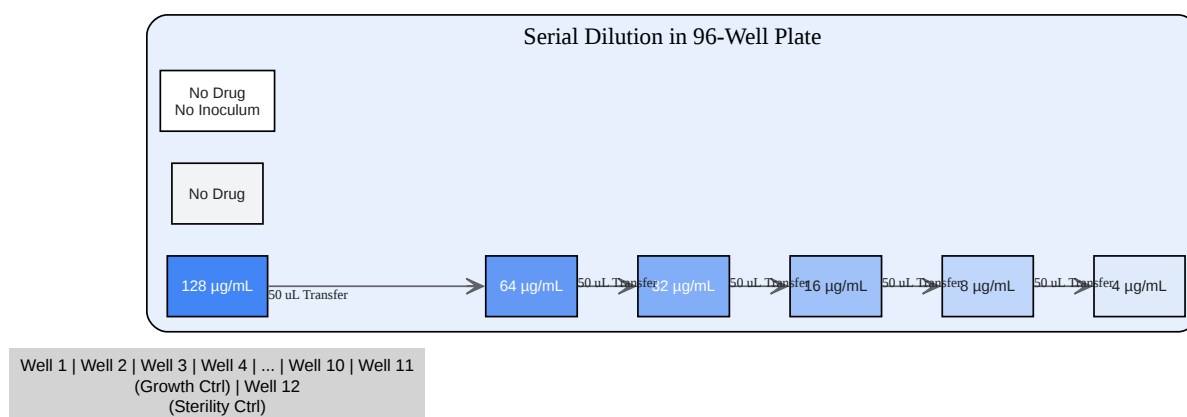 Serial Dilution in 96-Well Plate
No Drug
No Inoculum
No Drug
128 µg/mL
50 uL Transfer
64 µg/mL
50 uL Transfer
32 µg/mL
50 uL Transfer
16 µg/mL
50 uL Transfer
8 µg/mL
50 uL Transfer
4 µg/mL
Well 1 | Well 2 | Well 3 | Well 4 | ... | Well 10 | Well 11
(Growth Ctrl) | Well 12
(Sterility Ctrl)